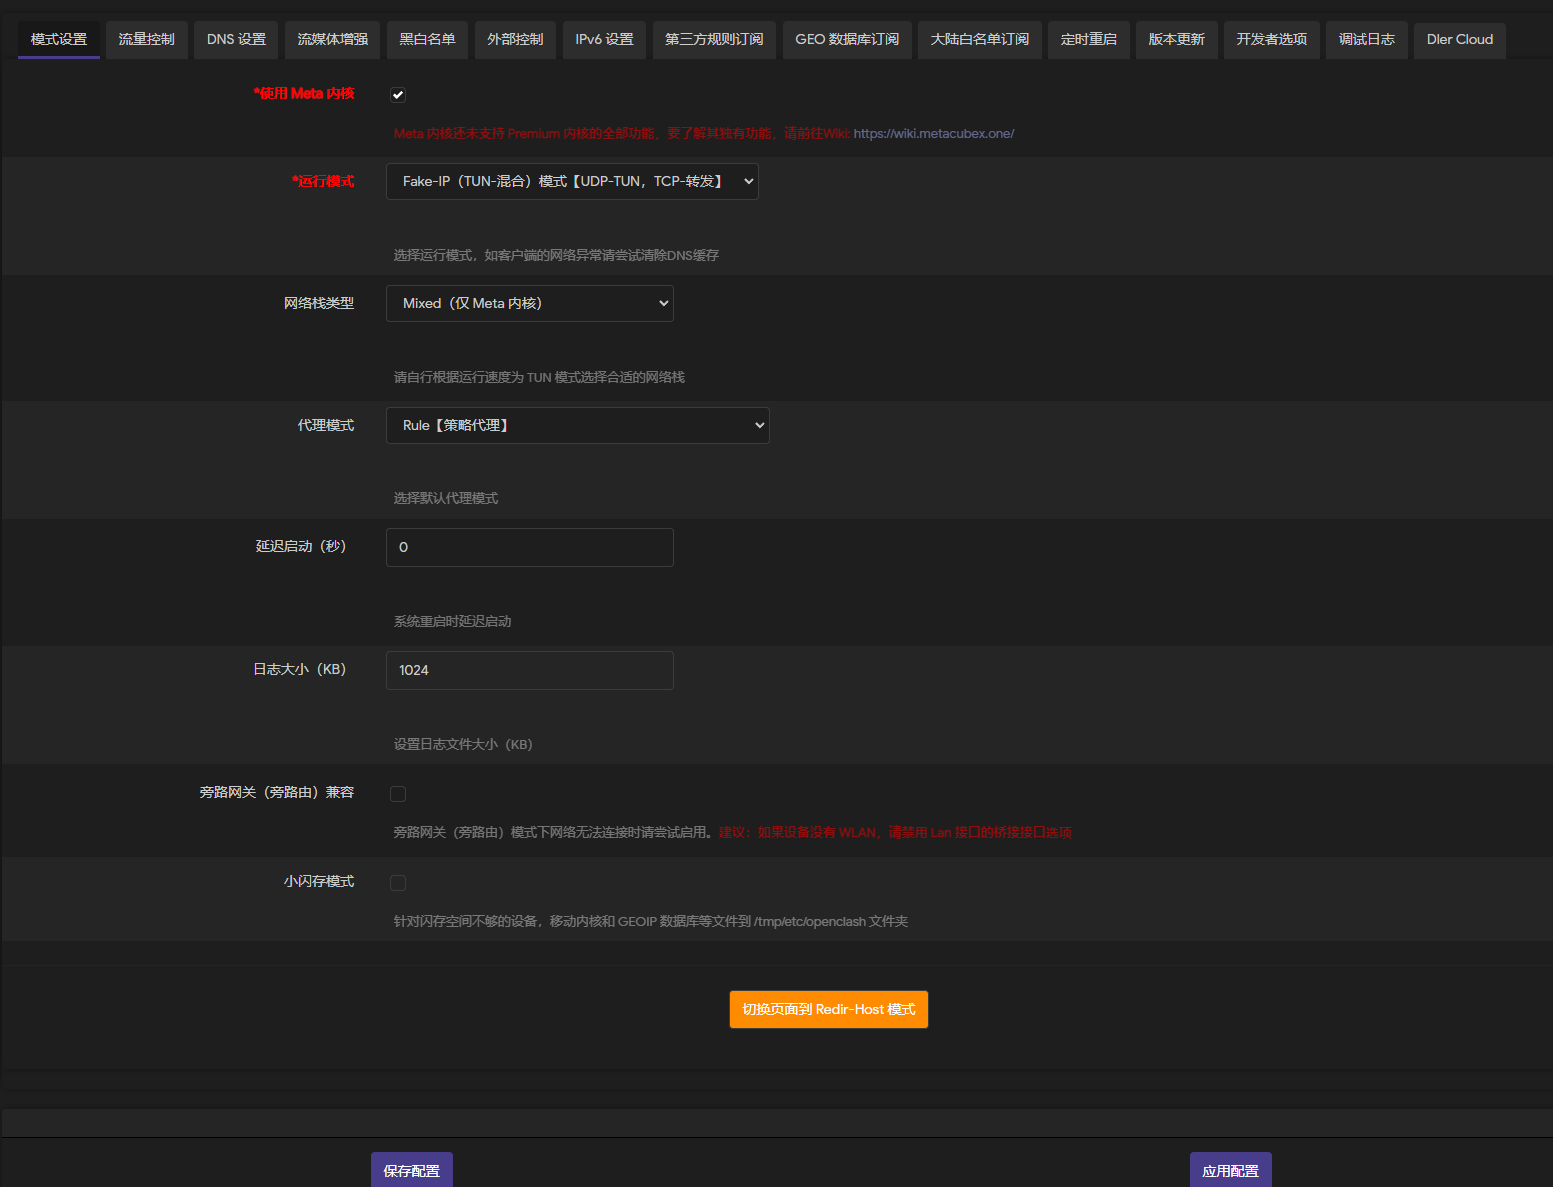 模式设置 流量控制 DNS 设置 流媒体增强 黑白名单 外部控制 IPv6 设置 第三方规则订阅 GEO 数据库订阅 大陆白名单订阅 定时重启 版本更新 开发者选项 调试日志 Dler Cloud
*使用 Meta 内核
Meta 内核还未支持 Premium 内核的全部功能，要了解其独有功能，请前往Wiki: https://wiki.metacubex.one/
*运行模式 Fake-IP（TUN-混合）模式【UDP-TUN，TCP-转发】
选择运行模式，如客户端的网络异常请尝试清除DNS缓存
网络栈类型 Mixed（仅 Meta 内核）
请自行根据运行速度为 TUN 模式选择合适的网络栈
代理模式 Rule【策略代理】
选择默认代理模式
延迟启动（秒） 0
系统重启时延迟启动
日志大小（KB） 1024
设置日志文件大小（KB）
旁路网关（旁路由）兼容
旁路网关（旁路由）模式下网络无法连接时请尝试启用。建议：如果设备没有 WLAN，请禁用 Lan 接口的桥接接口选项
小闪存模式
针对闪存空间不够的设备，移动内核和 GEOIP 数据库等文件到 /tmp/etc/openclash 文件夹
切换页面到 Redir-Host 模式
保存配置 应用配置